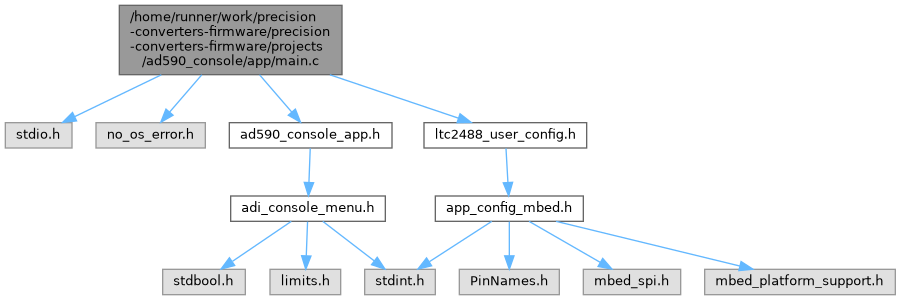 /home/runner/work/precision
-converters-firmware/precision
-converters-firmware/projects
/ad590_console/app/main.c
stdio.h
no_os_error.h
ad590_console_app.h
ltc2488_user_config.h
adi_console_menu.h
app_config_mbed.h
stdbool.h
limits.h
stdint.h
PinNames.h
mbed_spi.h
mbed_platform_support.h